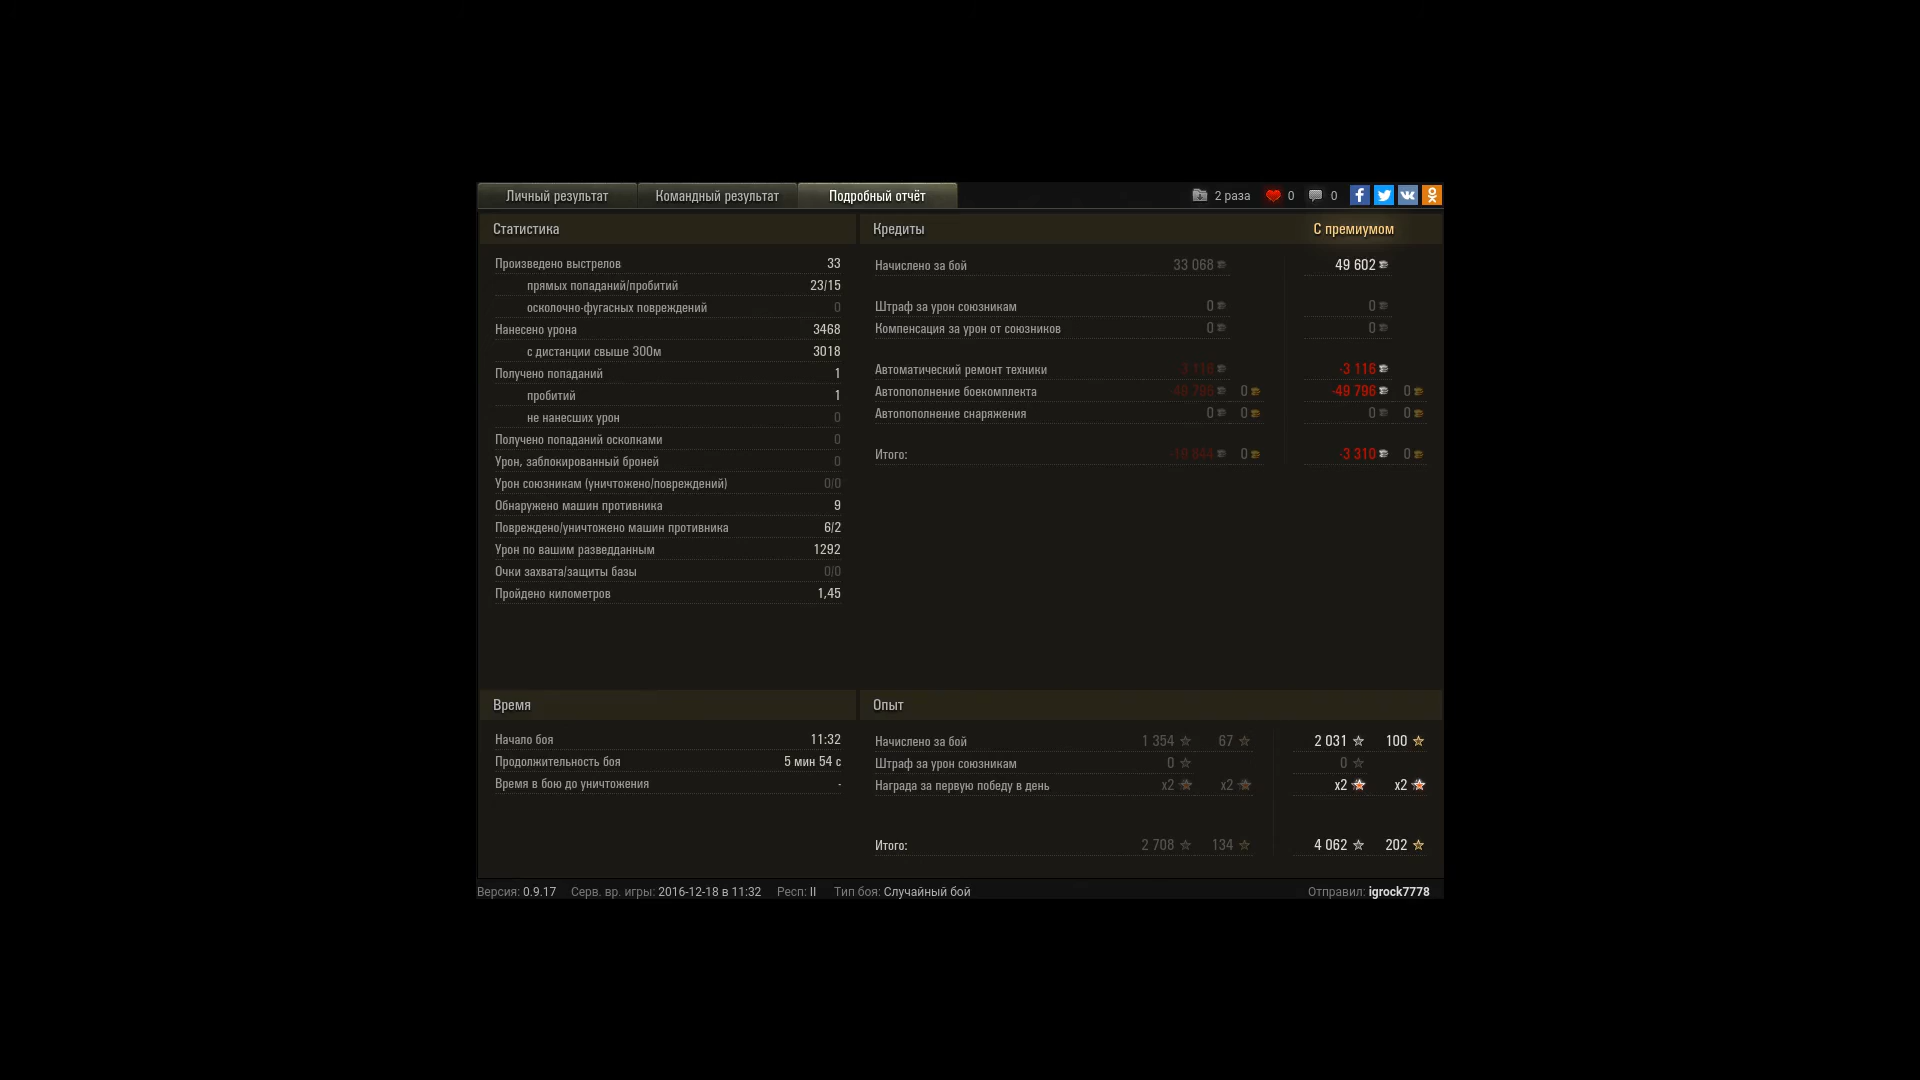 Личный результат Командный результат Подробный отчёт 2 раза 0 0
Статистика
Произведено выстрелов 33
прямых попаданий/пробитий 23/15
осколочно-фугасных повреждений 0
Нанесено урона 3468
с дистанции свыше 300м 3018
Получено попаданий 1
пробитий 1
не нанесших урон 0
Получено попаданий осколками 0
Урон, заблокированный броней 0
Урон союзникам (уничтожено/повреждений) 0/0
Обнаружено машин противника 9
Повреждено/уничтожено машин противника 6/2
Урон по вашим разведданным 1292
Очки захвата/защиты базы 0/0
Пройдено километров 1,45
Кредиты С премиумом
Начислено за бой 33 068 49 602
Штраф за урон союзникам 0 0
Компенсация за урон от союзников 0 0
Автоматический ремонт техники -3 116 -3 116
Автопополнение боекомплекта -49 796 0 -49 796 0
Автопополнение снаряжения 0 0 0 0
Итого: -19 844 0 -3 310 0
Время
Начало боя 11:32
Продолжительность боя 5 мин 54 с
Время в бою до уничтожения -
Опыт
Начислено за бой 1 354 67 2 031 100
Штраф за урон союзникам 0 0
Награда за первую победу в день x2 x2 x2 x2
Итого: 2 708 134 4 062 202
Версия: 0.9.17 Серв. вр. игры: 2016-12-18 в 11:32 Респ: II Тип боя: Случайный бой Отправил: igrock7778